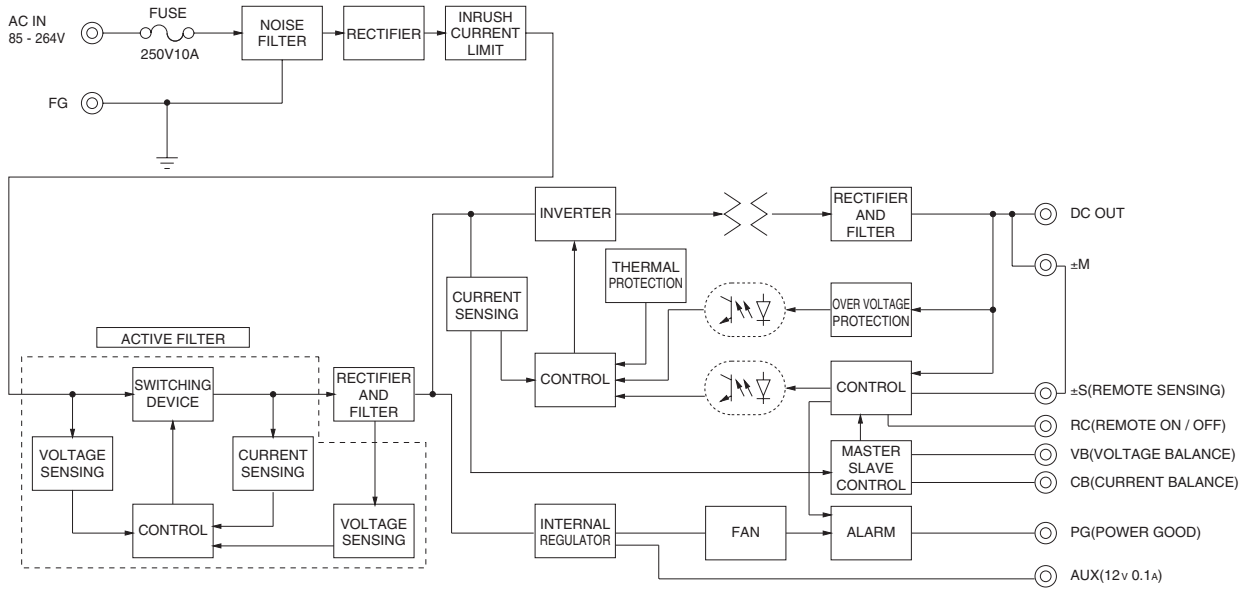 AC IN
85 - 264V
FUSE
250V10A
NOISE
FILTER
RECTIFIER
INRUSH
CURRENT
LIMIT
FG
INVERTER
RECTIFIER
AND
FILTER
DC OUT
±M
THERMAL
PROTECTION
CURRENT
SENSING
OVER VOLTAGE
PROTECTION
ACTIVE FILTER
SWITCHING
DEVICE
RECTIFIER
AND
FILTER
CONTROL
CONTROL
±S(REMOTE SENSING)
RC(REMOTE ON / OFF)
VOLTAGE
SENSING
CURRENT
SENSING
MASTER
SLAVE
CONTROL
VB(VOLTAGE BALANCE)
CB(CURRENT BALANCE)
CONTROL
VOLTAGE
SENSING
INTERNAL
REGULATOR
FAN
ALARM
PG(POWER GOOD)
AUX(12V 0.1A)